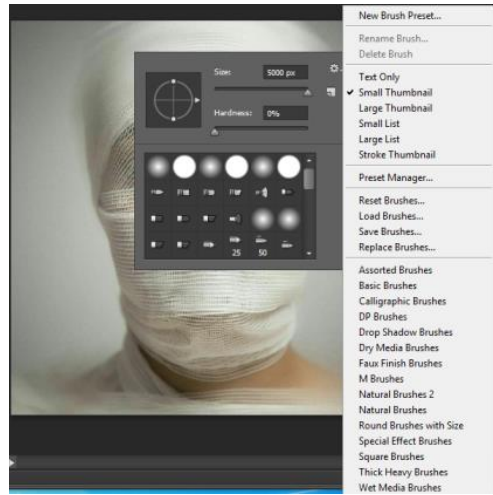 Size:
5000 px
Hardness:
0%
25
50
New Brush Preset...
Rename Brush...
Delete Brush
Text Only
Small Thumbnail
Large Thumbnail
Small List
Large List
Stroke Thumbnail
Preset Manager...
Reset Brushes...
Load Brushes...
Save Brushes...
Replace Brushes...
Assorted Brushes
Basic Brushes
Calligraphic Brushes
DP Brushes
Drop Shadow Brushes
Dry Media Brushes
Faux Finish Brushes
M Brushes
Natural Brushes 2
Natural Brushes
Round Brushes with Size
Special Effect Brushes
Square Brushes
Thick Heavy Brushes
Wet Media Brushes